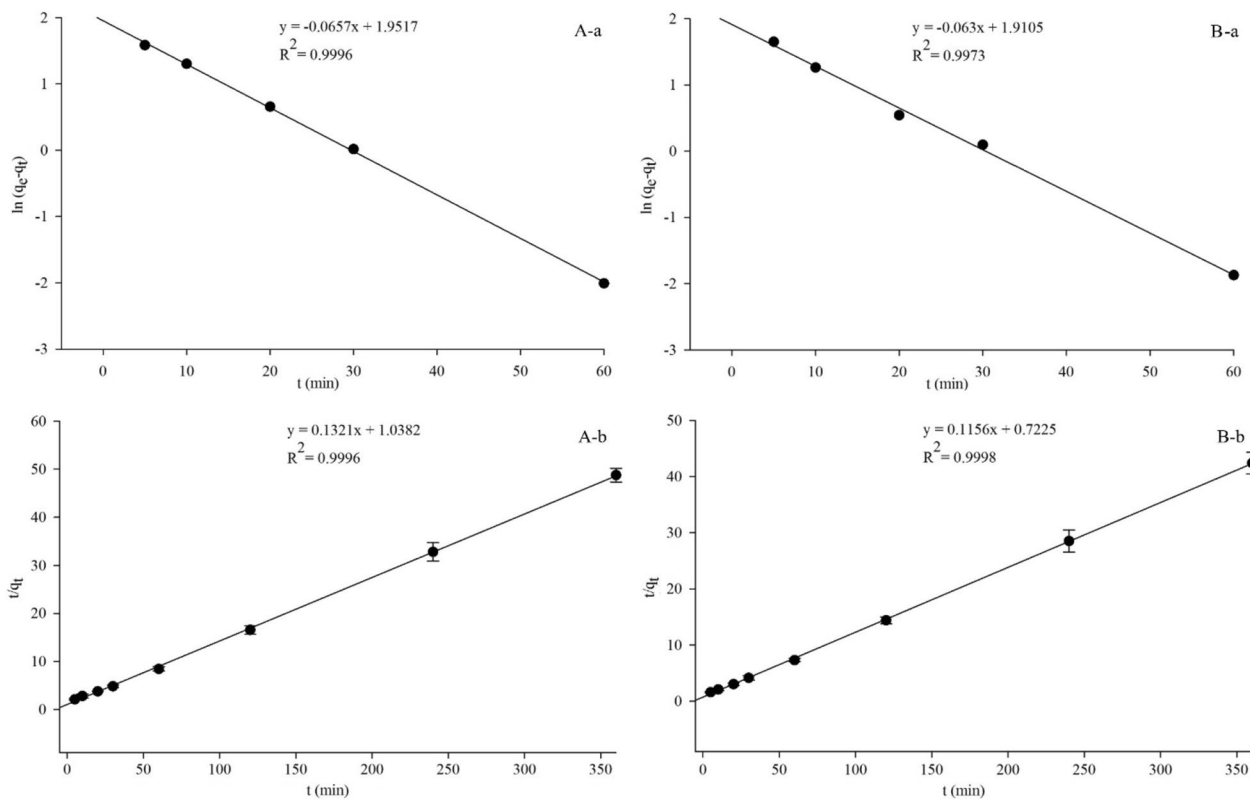 y = -0.0657x + 1.9517
R2 = 0.9996
A-a
2
1
0
-1
-2
-3
ln (qe-qt)
0 10 20 30 40 50 60
t (min)
y = -0.063x + 1.9105
R2 = 0.9973
B-a
2
1
0
-1
-2
-3
ln (qe-qt)
0 10 20 30 40 50 60
t (min)
y = 0.1321x + 1.0382
R2 = 0.9996
A-b
60
50
40
30
20
10
0
t/qt
0 50 100 150 200 250 300 350
t (min)
y = 0.1156x + 0.7225
R2 = 0.9998
B-b
50
40
30
20
10
0
t/qt
0 50 100 150 200 250 300 350
t (min)